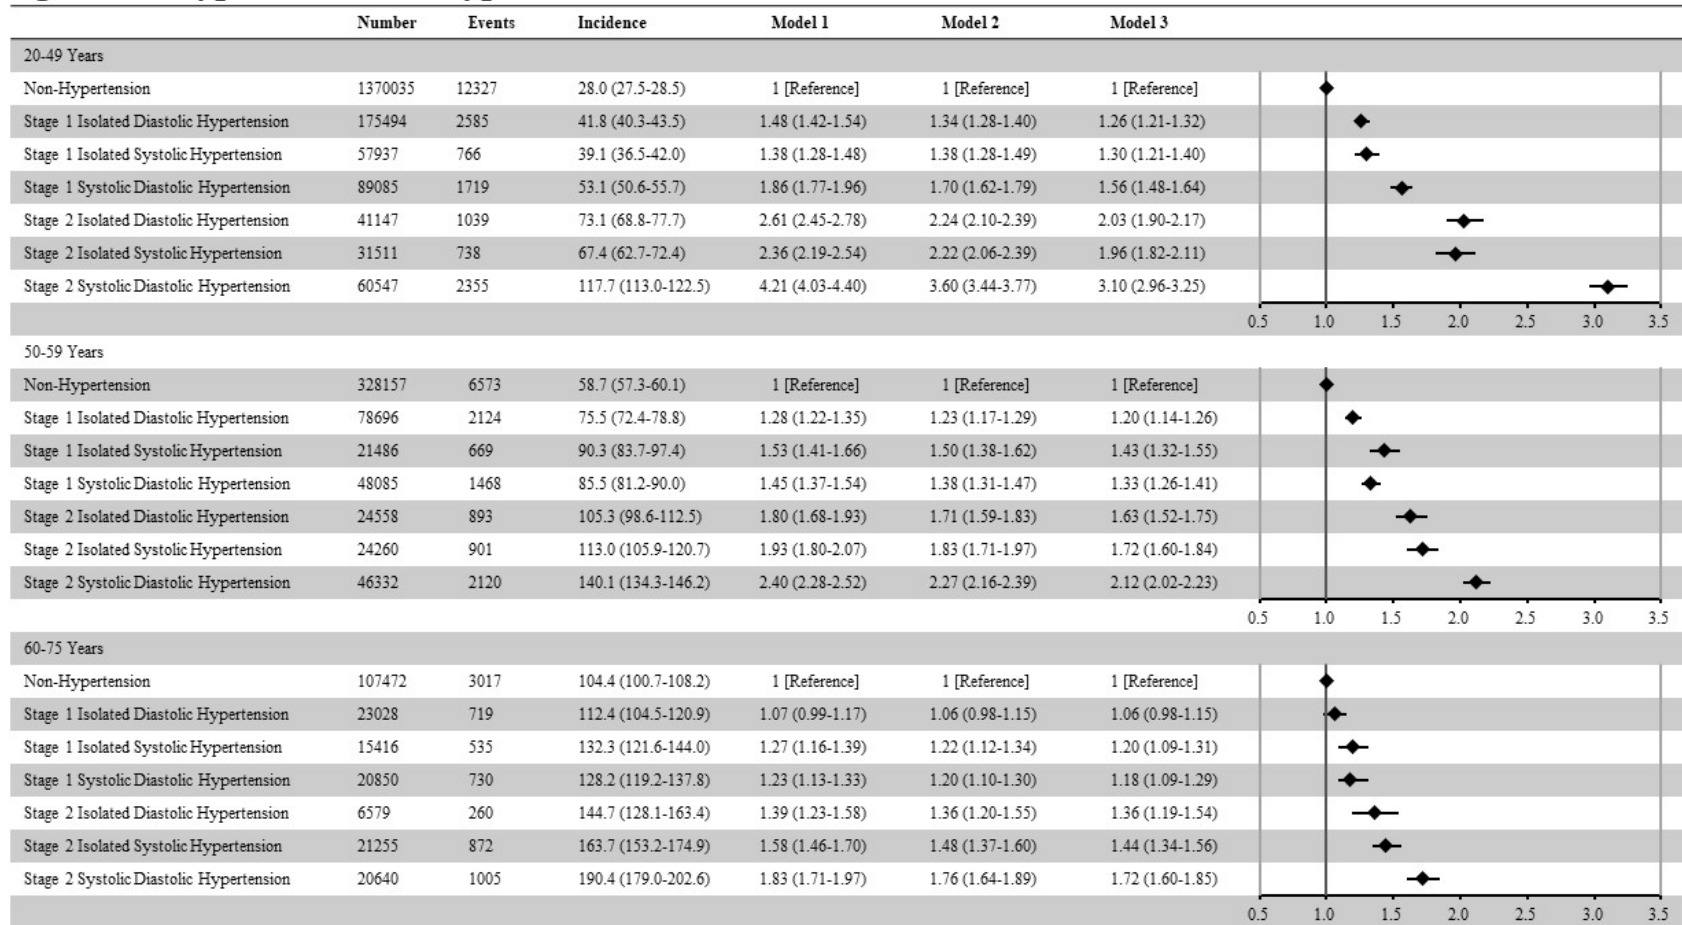 Number Events Incidence Model 1 Model 2 Model 3
20-49 Years
Non-Hypertension 1370035 12327 28.0 (27.5-28.5) 1 [Reference] 1 [Reference] 1 [Reference]
Stage 1 Isolated Diastolic Hypertension 175494 2585 41.8 (40.3-43.5) 1.48 (1.42-1.54) 1.34 (1.28-1.40) 1.26 (1.21-1.32)
Stage 1 Isolated Systolic Hypertension 57937 766 39.1 (36.5-42.0) 1.38 (1.28-1.48) 1.38 (1.28-1.49) 1.30 (1.21-1.40)
Stage 1 Systolic Diastolic Hypertension 89085 1719 53.1 (50.6-55.7) 1.86 (1.77-1.96) 1.70 (1.62-1.79) 1.56 (1.48-1.64)
Stage 2 Isolated Diastolic Hypertension 41147 1039 73.1 (68.8-77.7) 2.61 (2.45-2.78) 2.24 (2.10-2.39) 2.03 (1.90-2.17)
Stage 2 Isolated Systolic Hypertension 31511 738 67.4 (62.7-72.4) 2.36 (2.19-2.54) 2.22 (2.06-2.39) 1.96 (1.82-2.11)
Stage 2 Systolic Diastolic Hypertension 60547 2355 117.7 (113.0-122.5) 4.21 (4.03-4.40) 3.60 (3.44-3.77) 3.10 (2.96-3.25)
0.5 1.0 1.5 2.0 2.5 3.0 3.5
50-59 Years
Non-Hypertension 328157 6573 58.7 (57.3-60.1) 1 [Reference] 1 [Reference] 1 [Reference]
Stage 1 Isolated Diastolic Hypertension 78696 2124 75.5 (72.4-78.8) 1.28 (1.22-1.35) 1.23 (1.17-1.29) 1.20 (1.14-1.26)
Stage 1 Isolated Systolic Hypertension 21486 669 90.3 (83.7-97.4) 1.53 (1.41-1.66) 1.50 (1.38-1.62) 1.43 (1.32-1.55)
Stage 1 Systolic Diastolic Hypertension 48085 1468 85.5 (81.2-90.0) 1.45 (1.37-1.54) 1.38 (1.31-1.47) 1.33 (1.26-1.41)
Stage 2 Isolated Diastolic Hypertension 24558 893 105.3 (98.6-112.5) 1.80 (1.68-1.93) 1.71 (1.59-1.83) 1.63 (1.52-1.75)
Stage 2 Isolated Systolic Hypertension 24260 901 113.0 (105.9-120.7) 1.93 (1.80-2.07) 1.83 (1.71-1.97) 1.72 (1.60-1.84)
Stage 2 Systolic Diastolic Hypertension 46332 2120 140.1 (134.3-146.2) 2.40 (2.28-2.52) 2.27 (2.16-2.39) 2.12 (2.02-2.23)
0.5 1.0 1.5 2.0 2.5 3.0 3.5
60-75 Years
Non-Hypertension 107472 3017 104.4 (100.7-108.2) 1 [Reference] 1 [Reference] 1 [Reference]
Stage 1 Isolated Diastolic Hypertension 23028 719 112.4 (104.5-120.9) 1.07 (0.99-1.17) 1.06 (0.98-1.15) 1.06 (0.98-1.15)
Stage 1 Isolated Systolic Hypertension 15416 535 132.3 (121.6-144.0) 1.27 (1.16-1.39) 1.22 (1.12-1.34) 1.20 (1.09-1.31)
Stage 1 Systolic Diastolic Hypertension 20850 730 128.2 (119.2-137.8) 1.23 (1.13-1.33) 1.20 (1.10-1.30) 1.18 (1.09-1.29)
Stage 2 Isolated Diastolic Hypertension 6579 260 144.7 (128.1-163.4) 1.39 (1.23-1.58) 1.36 (1.20-1.55) 1.36 (1.19-1.54)
Stage 2 Isolated Systolic Hypertension 21255 872 163.7 (153.2-174.9) 1.58 (1.46-1.70) 1.48 (1.37-1.60) 1.44 (1.34-1.56)
Stage 2 Systolic Diastolic Hypertension 20640 1005 190.4 (179.0-202.6) 1.83 (1.71-1.97) 1.76 (1.64-1.89) 1.72 (1.60-1.85)
0.5 1.0 1.5 2.0 2.5 3.0 3.5